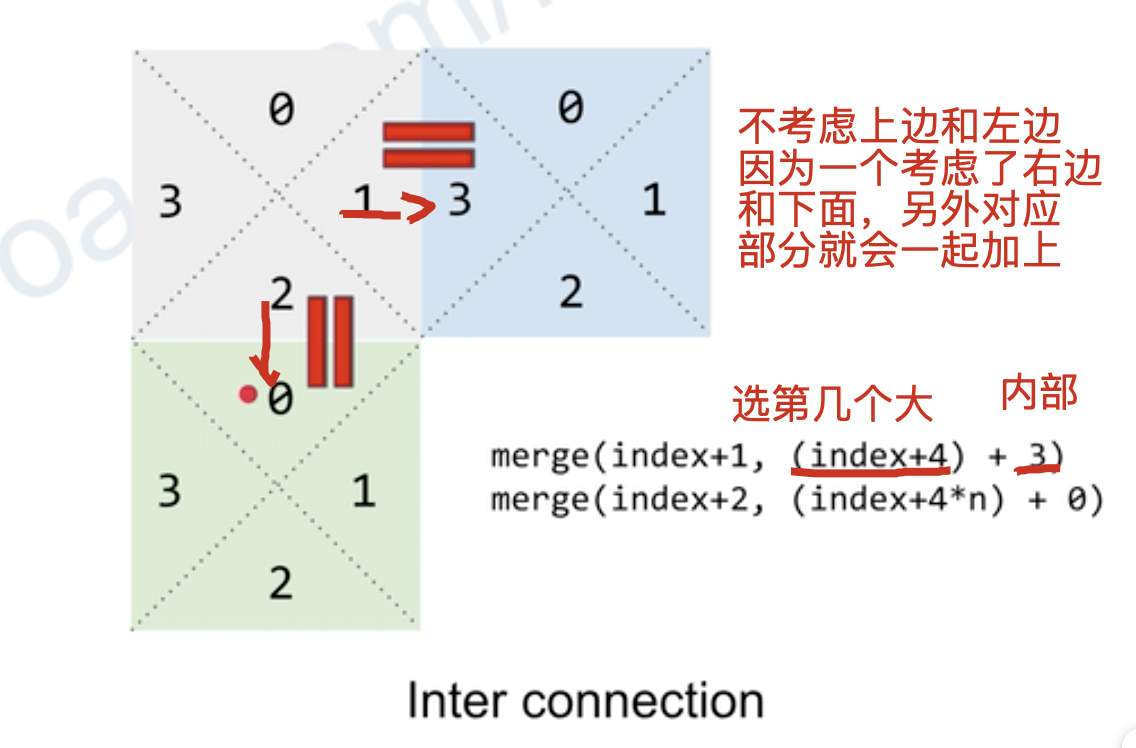 oa
om/
0
0
3
1
3
1
2
2
0
3
1
2
不考虑上边和左边
因为一个考虑了右边
和下面，另外对应
部分就会一起加上
选第几个大
内部
merge(index+1, (index+4) + 3)
merge(index+2, (index+4*n) + 0)
Inter connection